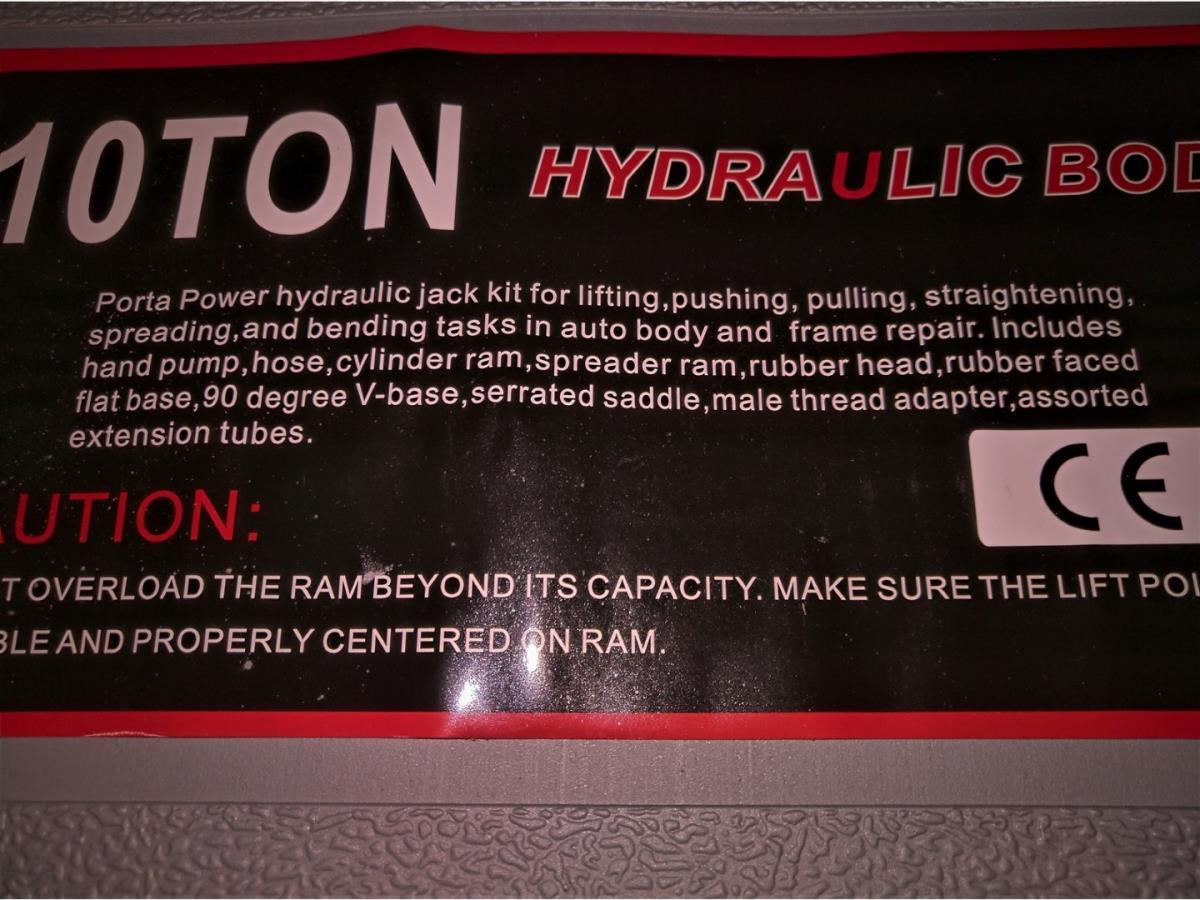 10TON
HYDRAULIC BOD
Porta Power hydraulic jack kit for lifting,pushing, pulling, straightening,
spreading,and bending tasks in auto body and frame repair. Includes
hand pump,hose,cylinder ram,spreader ram,rubber head,rubber faced
flat base,90 degree V-base,serrated saddle,male thread adapter,assorted
extension tubes.
CE
AUTION:
T OVERLOAD THE RAM BEYOND ITS CAPACITY. MAKE SURE THE LIFT POI
BLE AND PROPERLY CENTERED ON RAM.